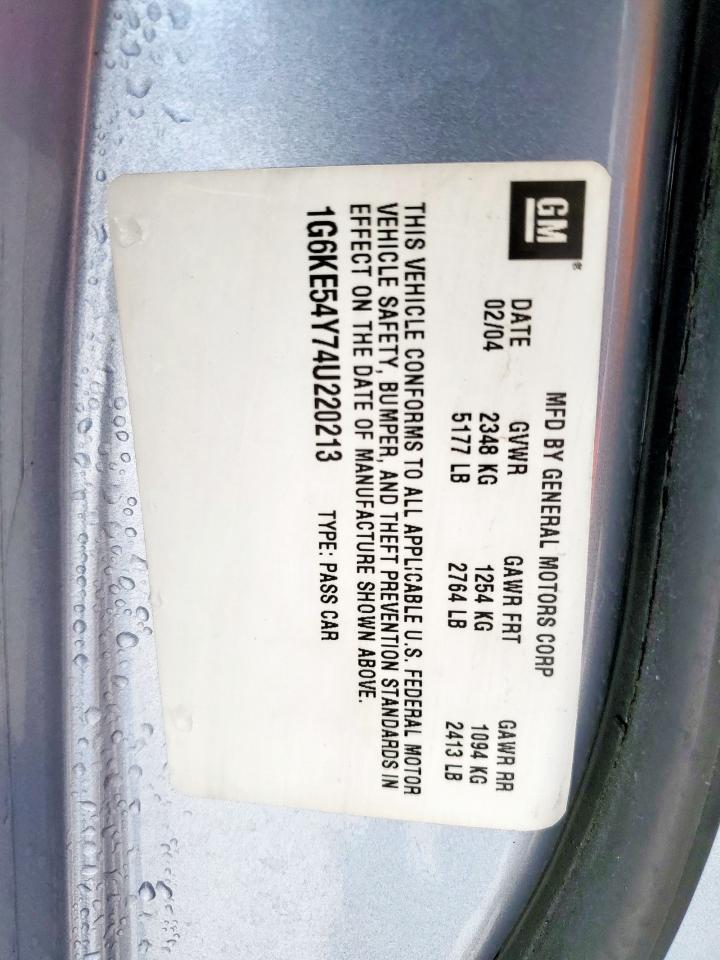 GM®
MFD BY GENERAL MOTORS CORP
DATE GVWR GAWR FRT GAWR RR
02/04 2348 KG 1254 KG 1094 KG
5177 LB 2764 LB 2413 LB
THIS VEHICLE CONFORMS TO ALL APPLICABLE U.S. FEDERAL MOTOR
VEHICLE SAFETY, BUMPER, AND THEFT PREVENTION STANDARDS IN
EFFECT ON THE DATE OF MANUFACTURE SHOWN ABOVE.
1G6KE54Y74U220213 TYPE: PASS CAR